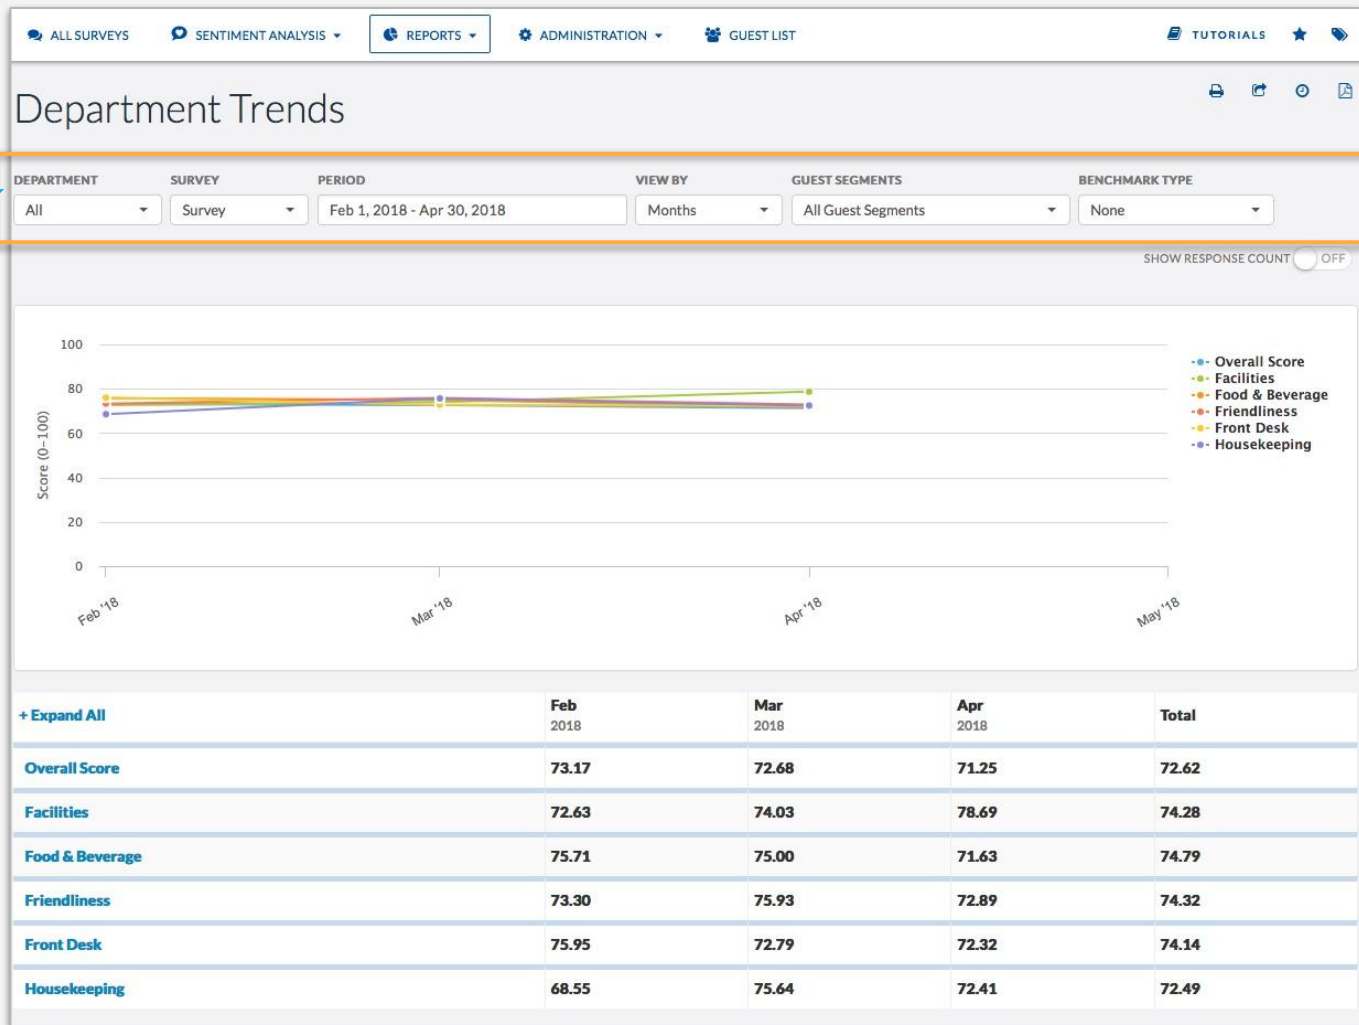 ALL SURVEYS SENTIMENT ANALYSIS REPORTS ADMINISTRATION GUEST LIST TUTORIALS
Department Trends
DEPARTMENT SURVEY PERIOD VIEW BY GUEST SEGMENTS BENCHMARK TYPE
All Survey Feb 1, 2018 - Apr 30, 2018 Months All Guest Segments None
SHOW RESPONSE COUNT OFF
Score (0-100)
100
80
60
40
20
0
Feb '18 Mar '18 Apr '18 May '18
Overall Score
Facilities
Food & Beverage
Friendliness
Front Desk
Housekeeping
+ Expand All Feb 2018 Mar 2018 Apr 2018 Total
Overall Score 73.17 72.68 71.25 72.62
Facilities 72.63 74.03 78.69 74.28
Food & Beverage 75.71 75.00 71.63 74.79
Friendliness 73.30 75.93 72.89 74.32
Front Desk 75.95 72.79 72.32 74.14
Housekeeping 68.55 75.64 72.41 72.49